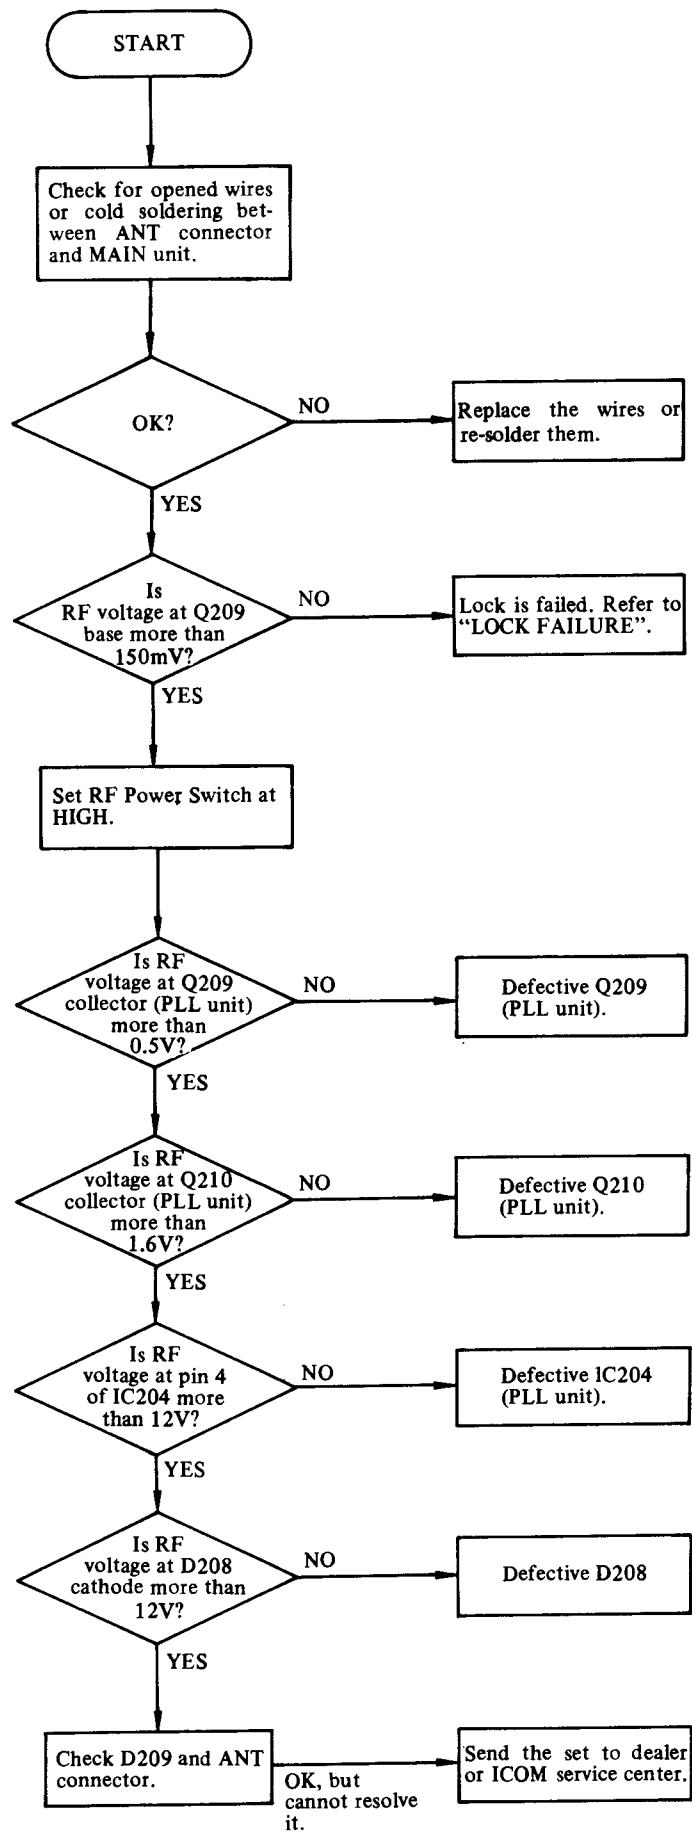 START
Check for opened wires
or cold soldering bet-
ween ANT connector
and MAIN unit.
OK?
NO
Replace the wires or
re-solder them.
YES
Is
RF voltage at Q209
base more than
150mV?
NO
Lock is failed. Refer to
“LOCK FAILURE”.
YES
Set RF Power Switch at
HIGH.
Is RF
voltage at Q209
collector (PLL unit)
more than
0.5V?
NO
Defective Q209
(PLL unit).
YES
Is RF
voltage at Q210
collector (PLL unit)
more than
1.6V?
NO
Defective Q210
(PLL unit).
YES
Is RF
voltage at pin 4
of IC204 more
than 12V?
NO
Defective IC204
(PLL unit).
YES
Is RF
voltage at D208
cathode more than
12V?
NO
Defective D208
YES
Check D209 and ANT
connector.
OK, but
cannot resolve
it.
Send the set to dealer
or ICOM service center.